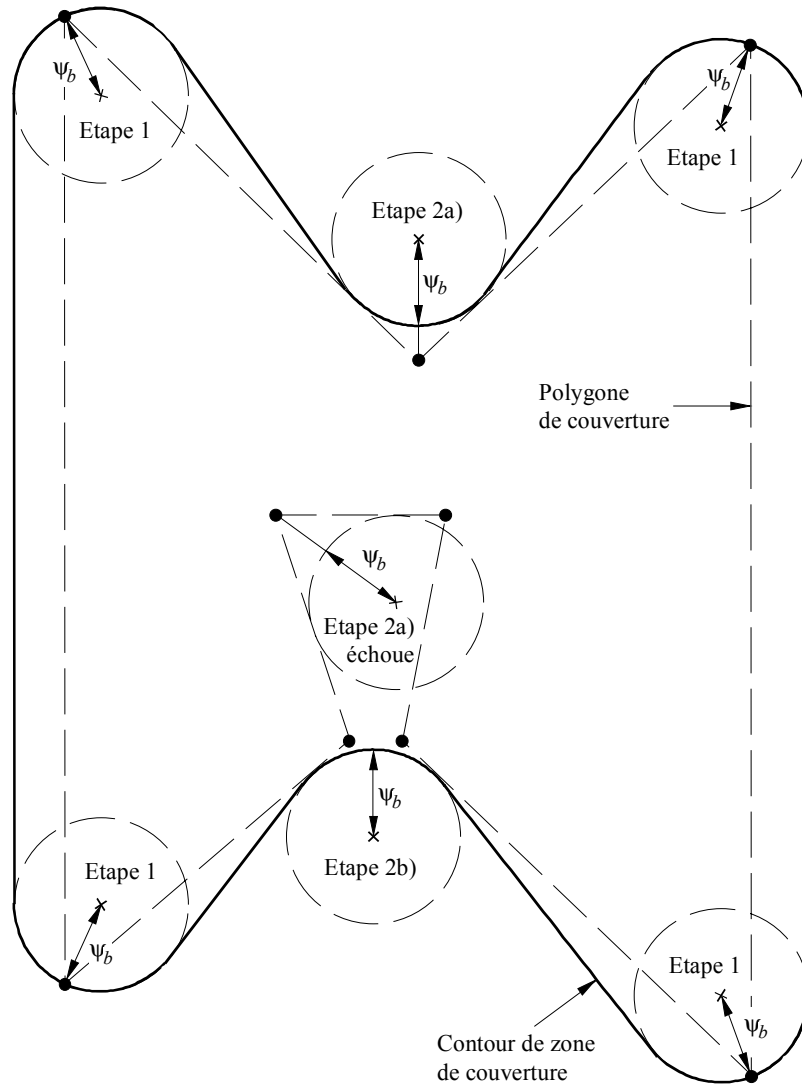 ψb
Etape 1
ψb
Etape 1
Etape 2a)
ψb
Polygone
de couverture
ψb
Etape 2a)
échoue
ψb
Etape 2b)
Etape 1
ψb
Etape 1
ψb
Contour de zone
de couverture